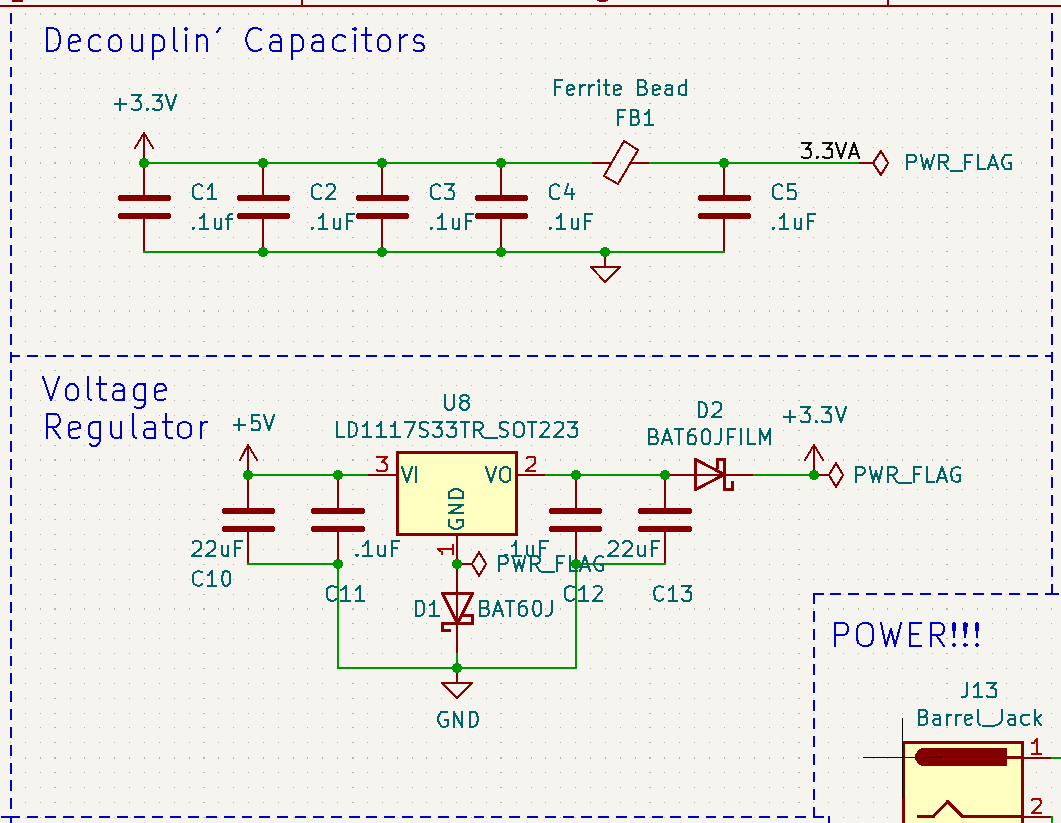 Decouplin´ Capacitors
Ferrite Bead
FB1
+3.3V
3.3VA
PWR_FLAG
C1
.1uf
C2
.1uF
C3
.1uF
C4
.1uF
C5
.1uF
Voltage
Regulator
+5V
U8
LD1117S33TR_SOT223
D2
BAT60JFILM
+3.3V
3
VI
VO
2
GND
1
PWR_FLAG
22uF
C10
.1uF
C11
.1uF
C12
22uF
C13
PWR_FLAG
D1
BAT60J
GND
POWER!!!
J13
Barrel_Jack
1
2